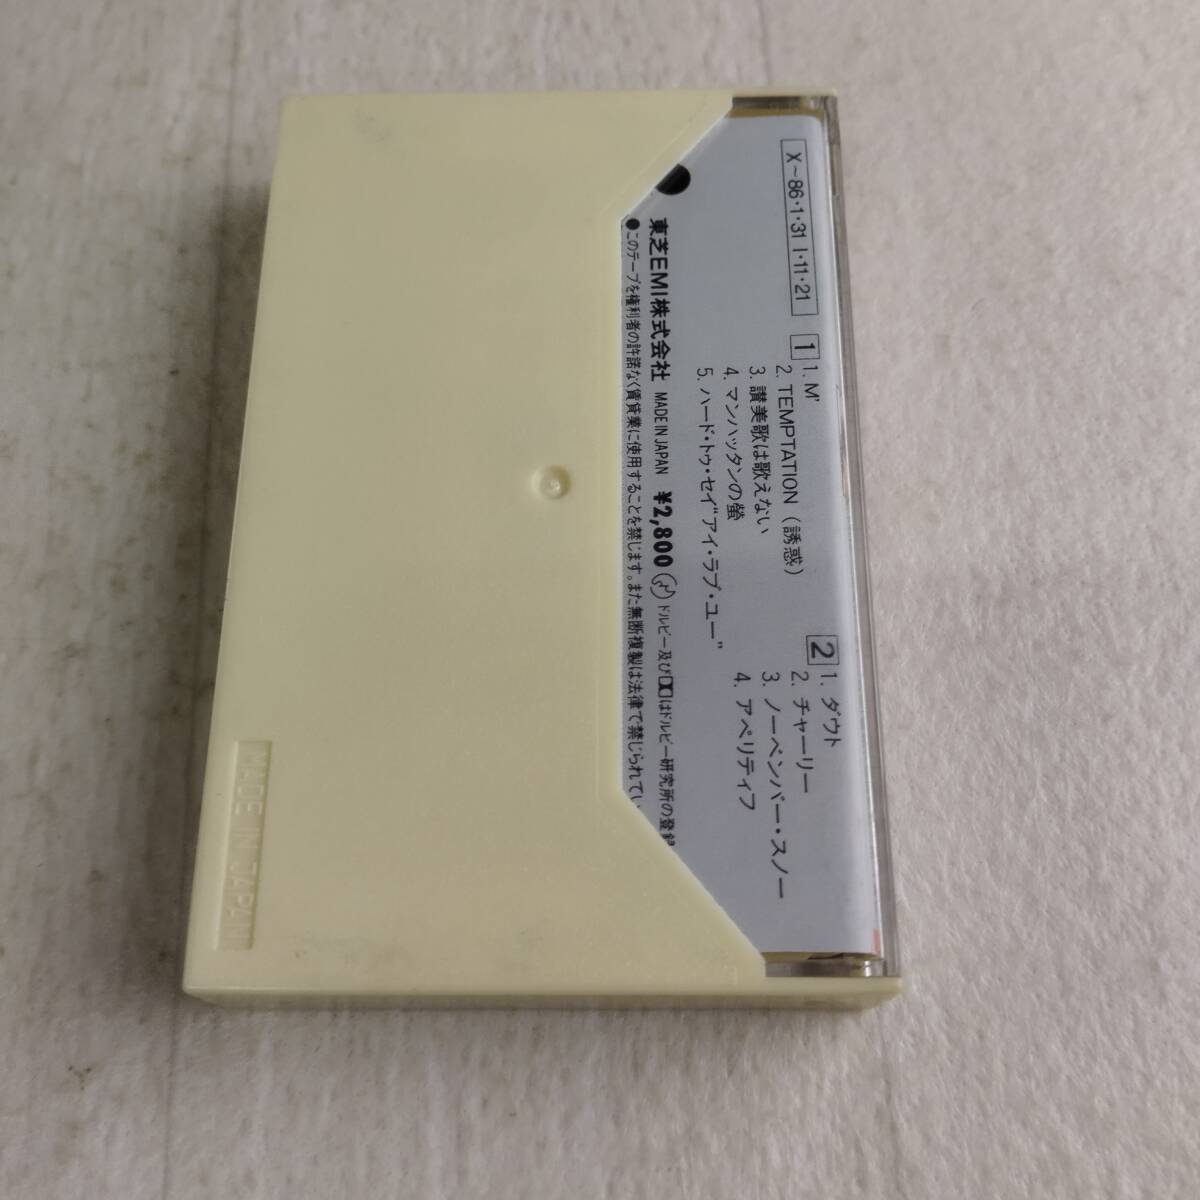 X～86・1・31 I・11・21
1
1. M'
2. TEMPTATION（誘惑）
3. 讃美歌は歌えない
4. マンハッタンの螢
5. ハード・トゥ・セイ"アイ・ラブ・ユー"
2
1. ダウト
2. チャーリー
3. ノーベンバー・スノー
4. アペリティフ
東芝EMI株式会社 MADE IN JAPAN ¥2,800 ドルビー及びはドルビー研究所の登録
●このテープを権利者の許諾なく賃貸業に使用することを禁じます。また無断複製は法律で禁じられてい
MADE IN JAPAN